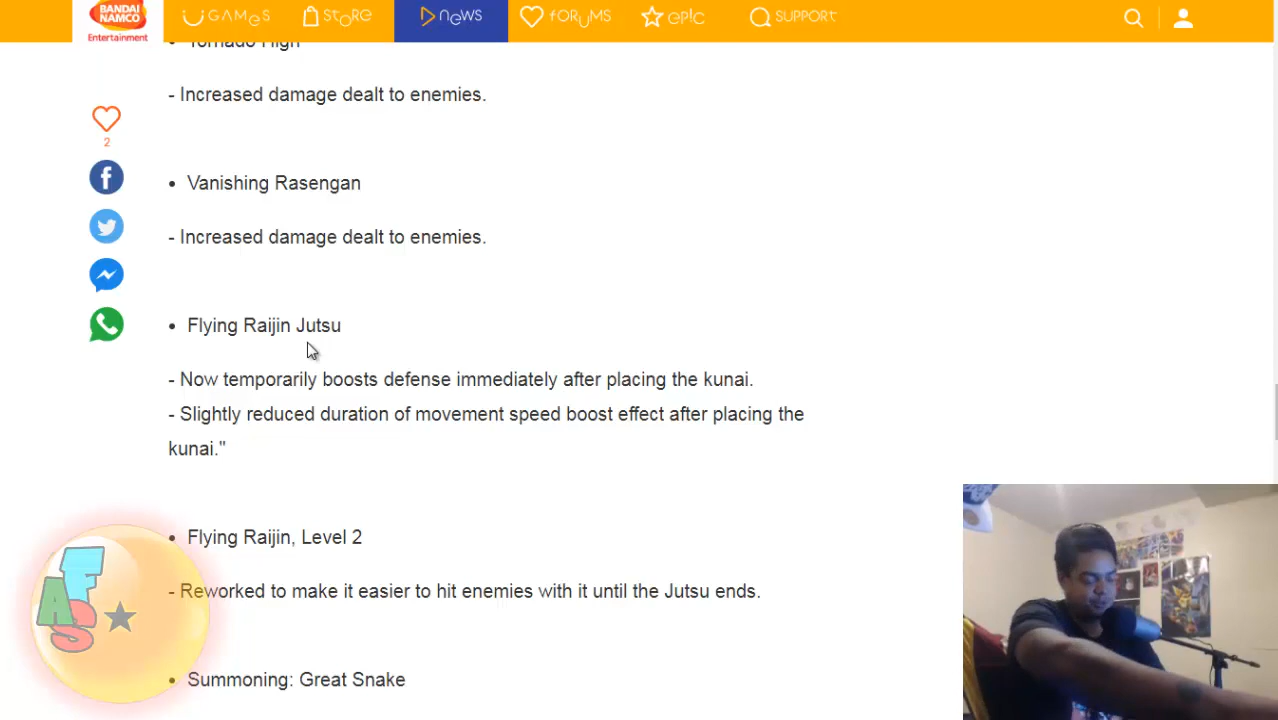 BANDAI
NAMCO
Entertainment
GAMES
STORE
NEWS
FORUMS
EPIC
SUPPORT
• Tornado High
- Increased damage dealt to enemies.
2
• Vanishing Rasengan
- Increased damage dealt to enemies.
• Flying Raijin Jutsu
- Now temporarily boosts defense immediately after placing the kunai.
- Slightly reduced duration of movement speed boost effect after placing the
kunai."
• Flying Raijin, Level 2
- Reworked to make it easier to hit enemies with it until the Jutsu ends.
• Summoning: Great Snake
AFS